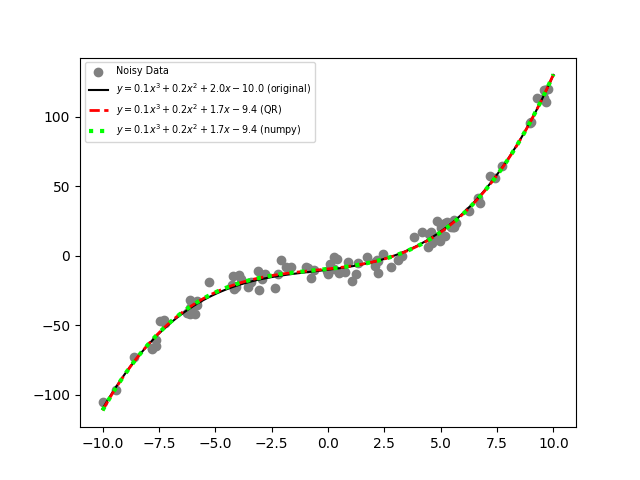 Noisy Data
y = 0.1x³ + 0.2x² + 2.0x − 10.0 (original)
y = 0.1x³ + 0.2x² + 1.7x − 9.4 (QR)
y = 0.1x³ + 0.2x² + 1.7x − 9.4 (numpy)
100
50
0
−50
−100
−10.0 −7.5 −5.0 −2.5 0.0 2.5 5.0 7.5 10.0